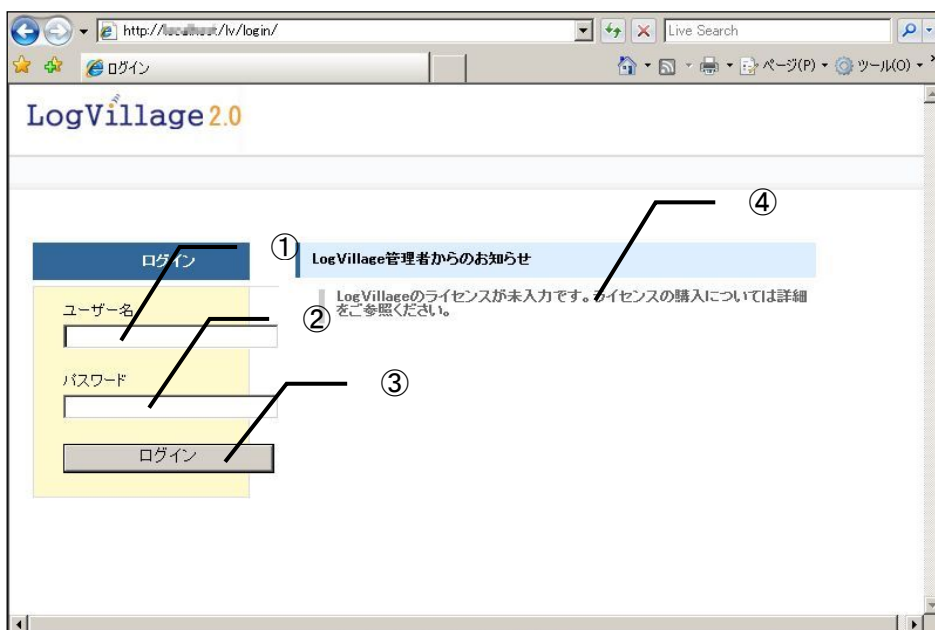 http:// /lv/login/
Live Search
ログイン
ページ(P)
ツール(O)
LogVillage 2.0
④
ログイン
①
LogVillage管理者からのお知らせ
LogVillageのライセンスが未入力です。ライセンスの購入については詳細
をご参照ください。
ユーザー名
②
パスワード
③
ログイン